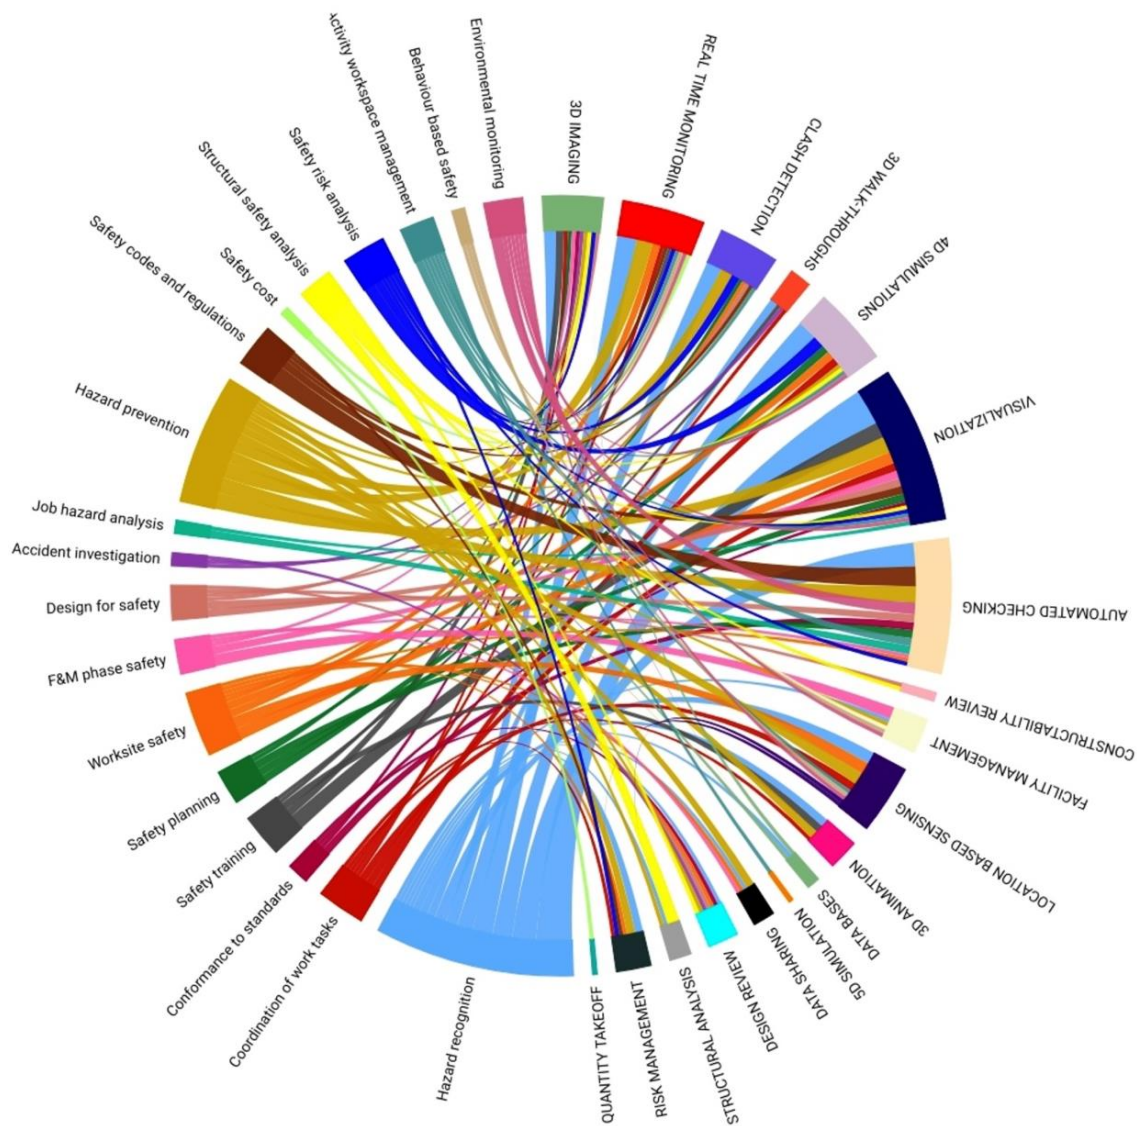 3D IMAGING
REAL TIME MONITORING
CLASH DETECTION
3D WALK-THROUGHS
4D SIMULATIONS
VISUALIZATION
AUTOMATED CHECKING
CONSTRUCTABILITY REVIEW
FACILITY MANAGEMENT
LOCATION BASED SENSING
3D ANIMATION
DATA BASES
5D SIMULATION
DATA SHARING
DESIGN REVIEW
STRUCTURAL ANALYSIS
RISK MANAGEMENT
QUANTITY TAKEOFF
Hazard recognition
Coordination of work tasks
Conformance to standards
Safety training
Safety planning
Worksite safety
F&M phase safety
Design for safety
Accident investigation
Job hazard analysis
Hazard prevention
Safety codes and regulations
Safety cost
Structural safety analysis
Safety risk analysis
ctivity workspace management
Behaviour based safety
Environmental monitoring